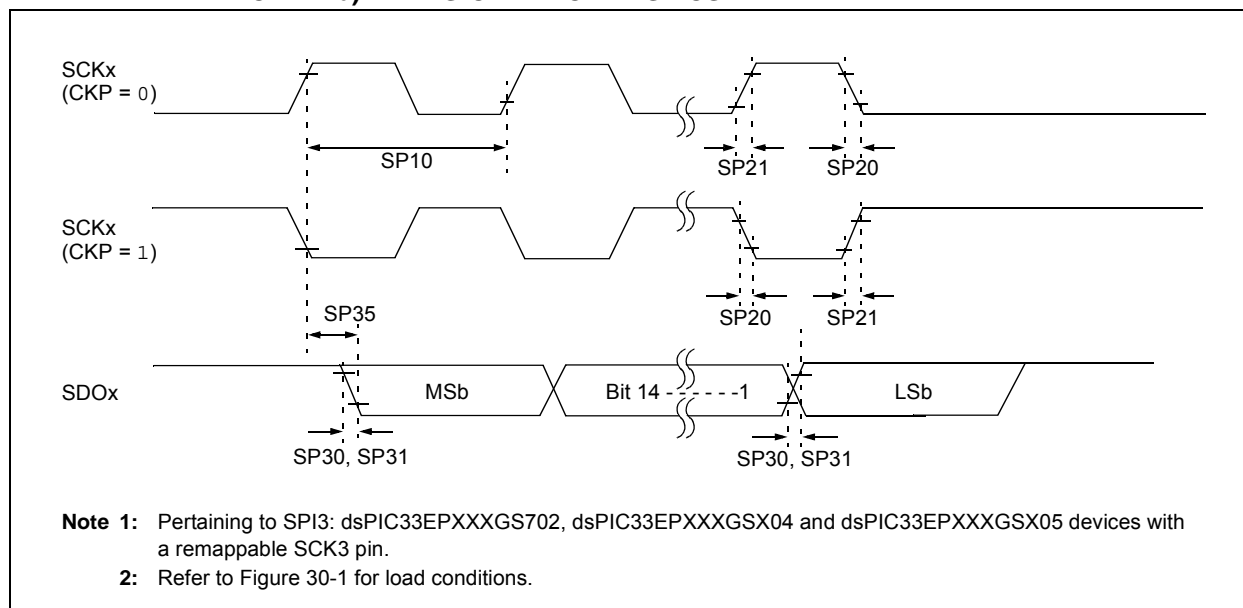 SCKx
(CKP = 0)
SP10
SP21
SP20
SCKx
(CKP = 1)
SP35
SP20
SP21
SDOx
MSb
Bit 14 - - - - - -1
LSb
SP30, SP31
SP30, SP31
Note 1: Pertaining to SPI3: dsPIC33EPXXXGS702, dsPIC33EPXXXGSX04 and dsPIC33EPXXXGSX05 devices with
a remappable SCK3 pin.
2: Refer to Figure 30-1 for load conditions.